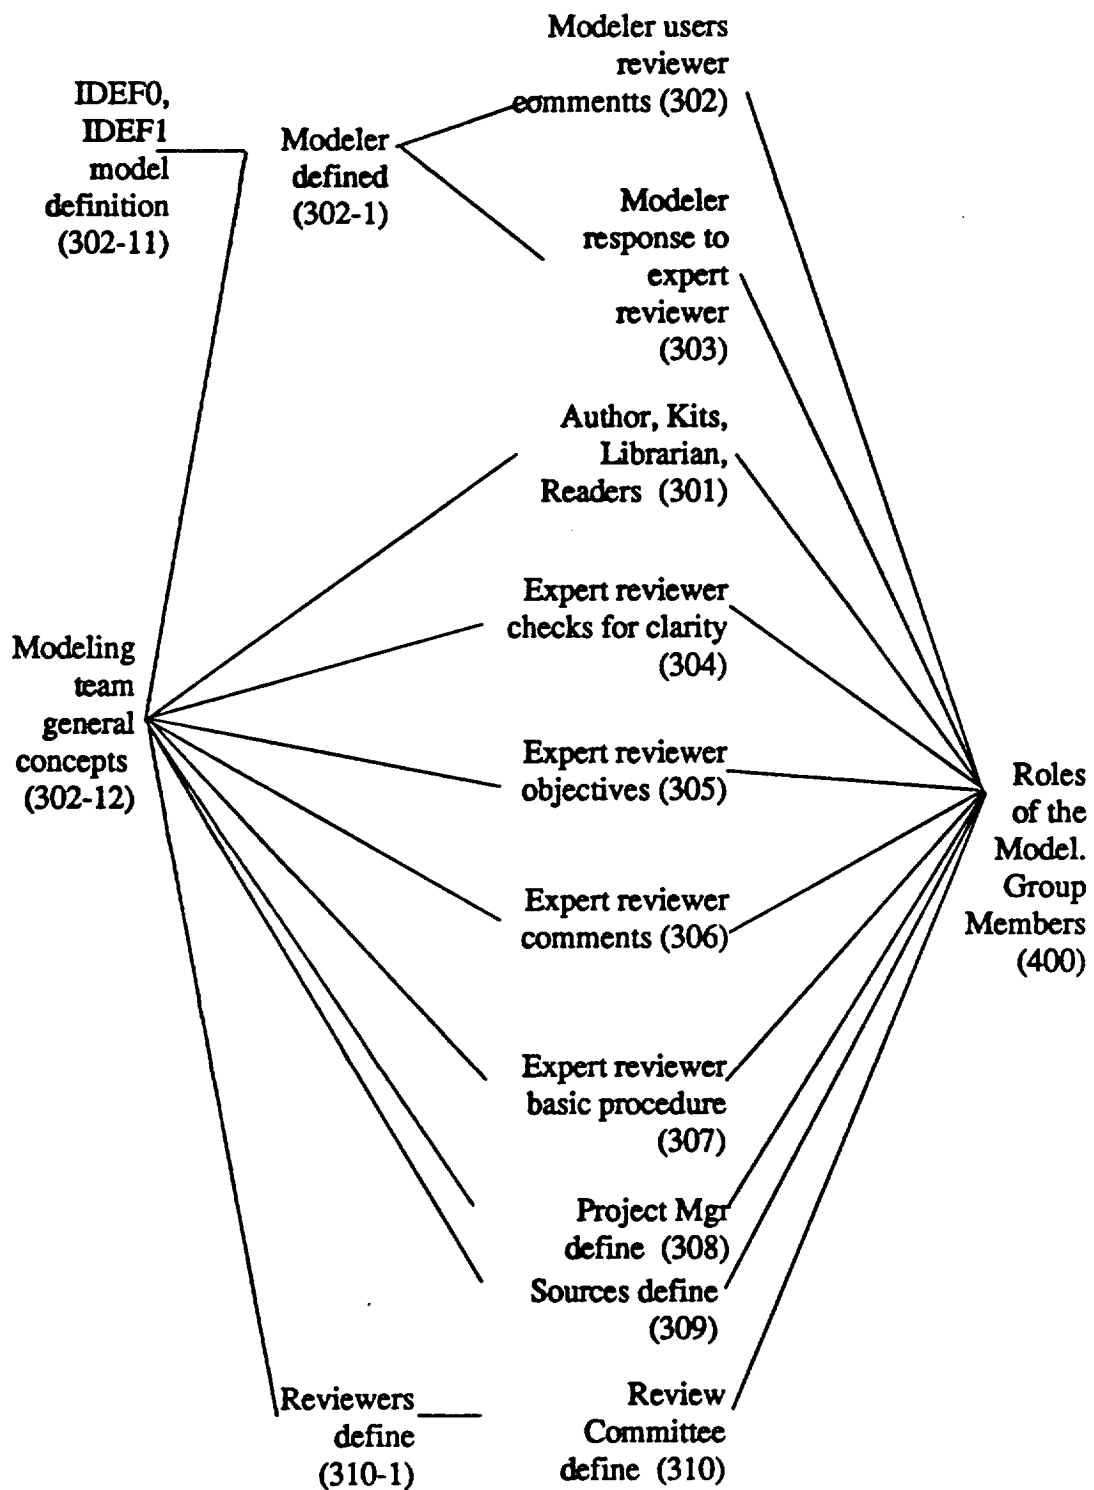 IDEF0,
IDEF1
model
definition
(302-11)
Modeler
defined
(302-1)
Modeler users
reviewer
commentts (302)
Modeler
response to
expert
reviewer
(303)
Author, Kits,
Librarian,
Readers (301)
Expert reviewer
checks for clarity
(304)
Modeling
team
general
concepts
(302-12)
Expert reviewer
objectives (305)
Roles
of the
Model.
Group
Members
(400)
Expert reviewer
comments (306)
Expert reviewer
basic procedure
(307)
Project Mgr
define (308)
Sources define
(309)
Reviewers
define
(310-1)
Review
Committee
define (310)